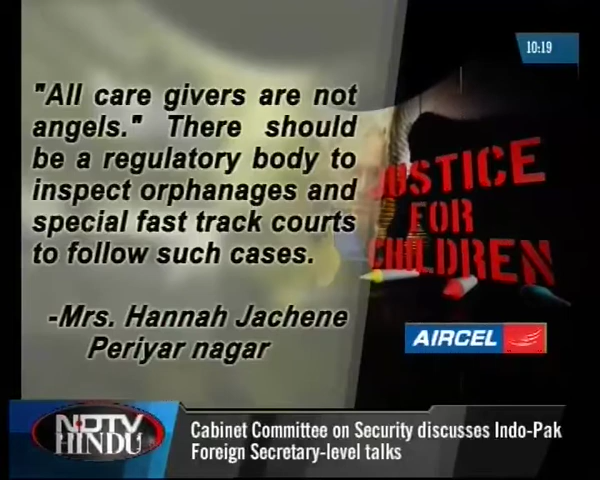 10:19
"All care givers are not
angels." There should
be a regulatory body to
inspect orphanages and
special fast track courts
to follow such cases.
-Mrs. Hannah Jachene
Periyar nagar
JUSTICE
FOR
CHILDREN
AIRCEL
NDTV
HINDU
Cabinet Committee on Security discusses Indo-Pak
Foreign Secretary-level talks